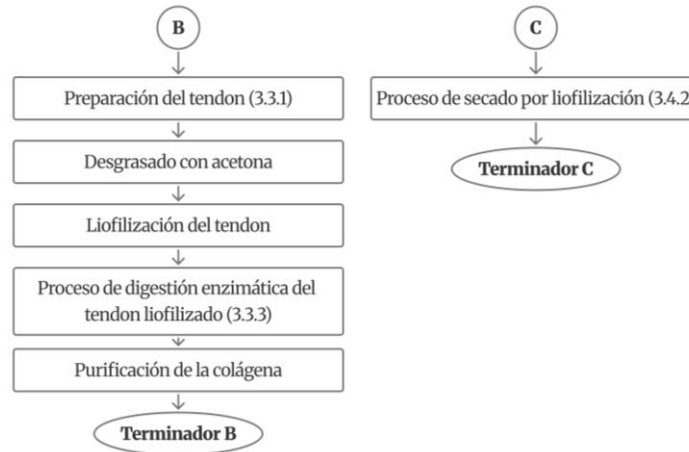 B
Preparación del tendon (3.3.1)
Desgrasado con acetona
Liofilización del tendon
Proceso de digestión enzimática del
tendon liofilizado (3.3.3)
Purificación de la colágena
Terminador B
C
Proceso de secado por liofilización (3.4.2
Terminador C